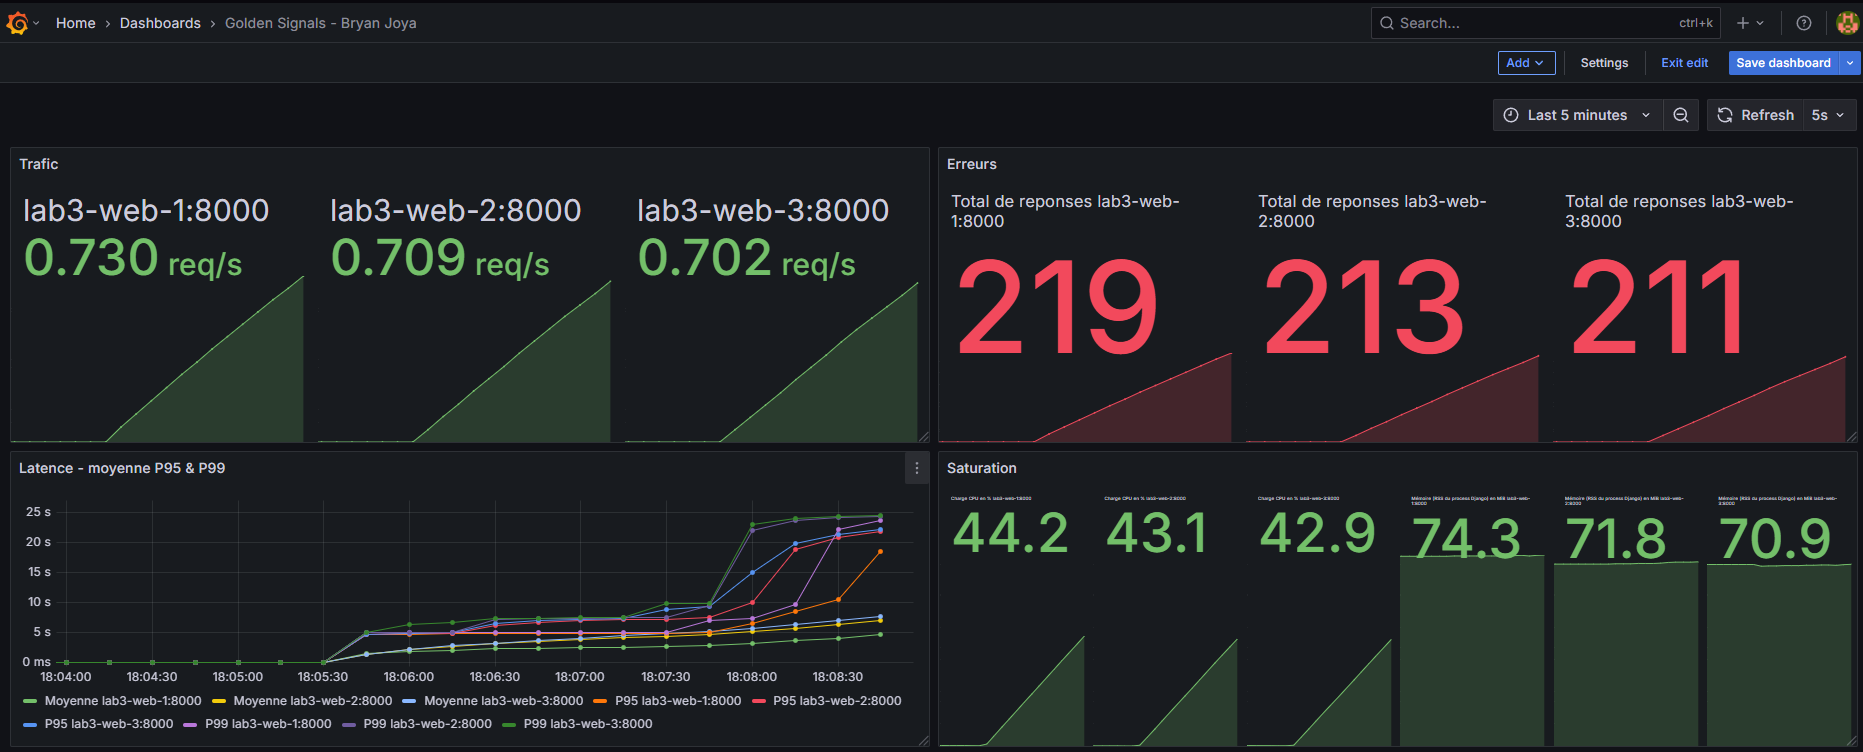 Home › Dashboards › Golden Signals - Bryan Joya
Search... ctrl+k
Add Settings Exit edit Save dashboard
Last 5 minutes Refresh 5s
Trafic
lab3-web-1:8000 lab3-web-2:8000 lab3-web-3:8000
0.730 req/s 0.709 req/s 0.702 req/s
Erreurs
Total de reponses lab3-web-
1:8000
219
Total de reponses lab3-web-
2:8000
213
Total de reponses lab3-web-
3:8000
211
Latence - moyenne P95 & P99
25 s
20 s
15 s
10 s
5 s
0 ms
18:04:00 18:04:30 18:05:00 18:05:30 18:06:00 18:06:30 18:07:00 18:07:30 18:08:00 18:08:30
Moyenne lab3-web-1:8000 Moyenne lab3-web-2:8000 Moyenne lab3-web-3:8000 P95 lab3-web-1:8000 P95 lab3-web-2:8000
P95 lab3-web-3:8000 P99 lab3-web-1:8000 P99 lab3-web-2:8000 P99 lab3-web-3:8000
Saturation
Charge CPU en % lab3-web-1:8000
44.2
Charge CPU en % lab3-web-2:8000
43.1
Charge CPU en % lab3-web-3:8000
42.9
Mémoire (RSS du process Django) en MiB lab3-web-
1:8000
74.3
Mémoire (RSS du process Django) en MiB lab3-web-
2:8000
71.8
Mémoire (RSS du process Django) en MiB lab3-web-
3:8000
70.9